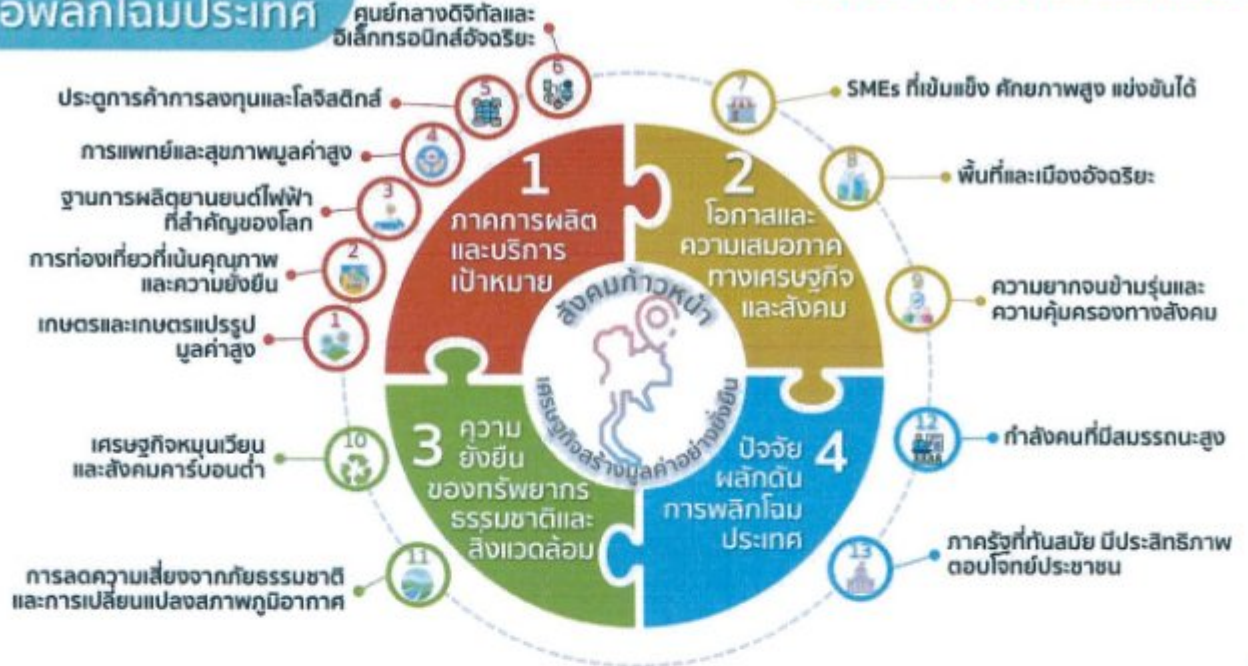 อพลิกโฉมประเทศ
ศูนย์กลางดิจิทัลและ
อิเล็กทรอนิกส์อัจฉริยะ
6
ประตูการค้าการลงทุนและโลจิสติกส์
5
การแพทย์และสุขภาพมูลค่าสูง
4
ฐานการผลิตยานยนต์ไฟฟ้า
ที่สำคัญของโลก
3
การท่องเที่ยวที่เน้นคุณภาพ
และความยั่งยืน
2
เกษตรและเกษตรแปรรูป
มูลค่าสูง
1
7
SMEs ที่เข้มแข็ง ศักยภาพสูง แข่งขันได้
8
พื้นที่และเมืองอัจฉริยะ
9
ความยากจนข้ามรุ่นและ
ความคุ้มครองทางสังคม
1
ภาคการผลิต
และบริการ
เป้าหมาย
2
โอกาสและ
ความเสมอภาค
ทางเศรษฐกิจ
และสังคม
สังคมก้าวหน้า
เศรษฐกิจสร้างมูลค่าอย่างยั่งยืน
3
ความ
ยั่งยืน
ของทรัพยากร
ธรรมชาติและ
สิ่งแวดล้อม
4
ปัจจัย
ผลักดัน
การพลิกโฉม
ประเทศ
เศรษฐกิจหมุนเวียน
และสังคมคาร์บอนต่ำ
10
การลดความเสี่ยงจากภัยธรรมชาติ
และการเปลี่ยนแปลงสภาพภูมิอากาศ
11
12
กำลังคนที่มีสมรรถนะสูง
13
ภาครัฐที่ทันสมัย มีประสิทธิภาพ
ตอบโจทย์ประชาชน